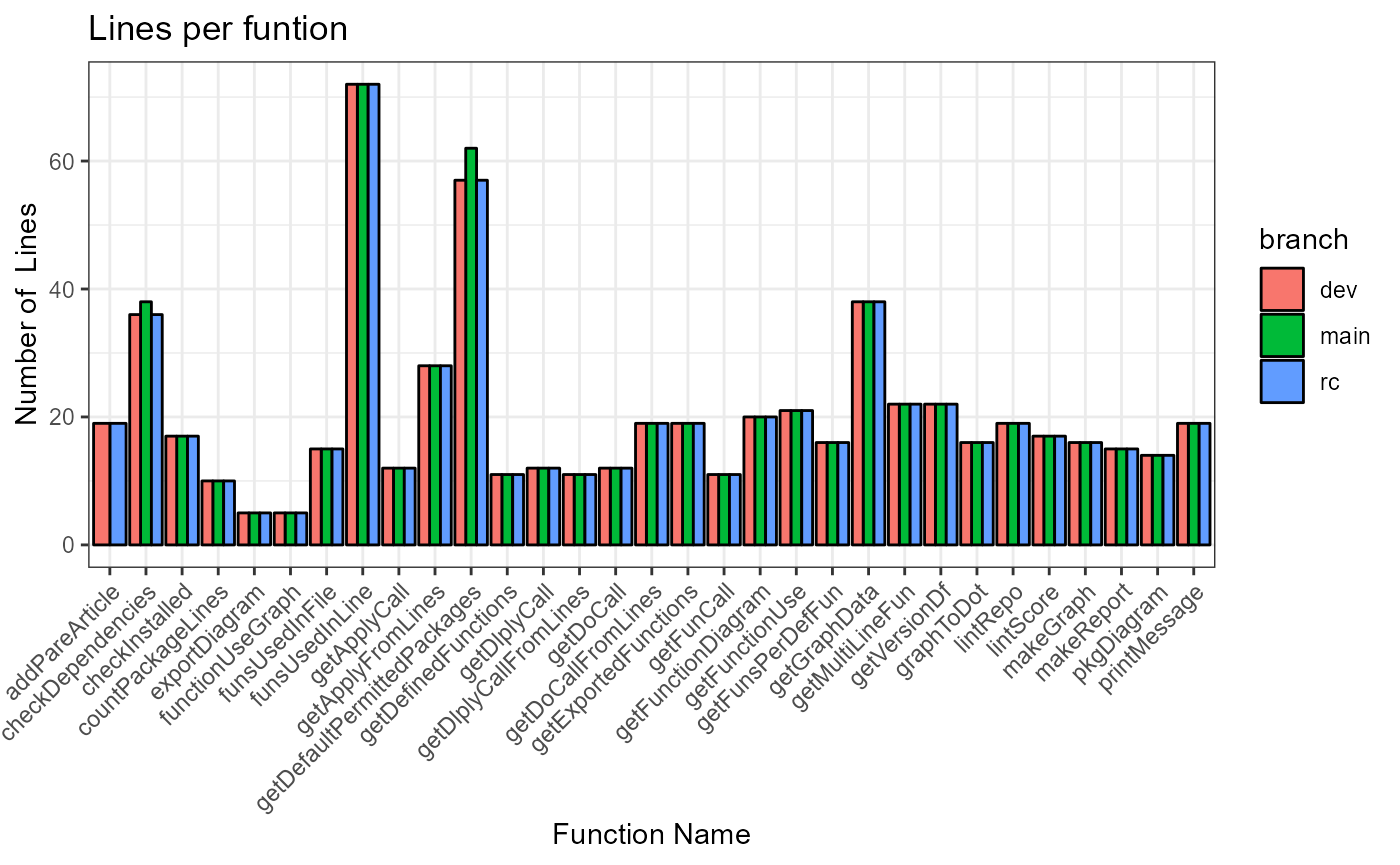 Lines per funtion
Number of Lines
60
40
20
0
addPareArticle
checkDependencies
checkInstalled
countPackageLines
exportDiagram
functionUseGraph
funsUsedInFile
funsUsedInLine
getApplyCall
getApplyFromLines
getDefaultPermittedPackages
getDefinedFunctions
getDlplyCall
getDlplyCallFromLines
getDoCall
getDoCallFromLines
getExportedFunctions
getFunCall
getFunctionDiagram
getFunctionUse
getFunsPerDefFun
getGraphData
getMultiLineFun
getVersionDf
graphToDot
lintRepo
lintScore
makeGraph
makeReport
pkgDiagram
printMessage
Function Name
branch
dev
main
rc